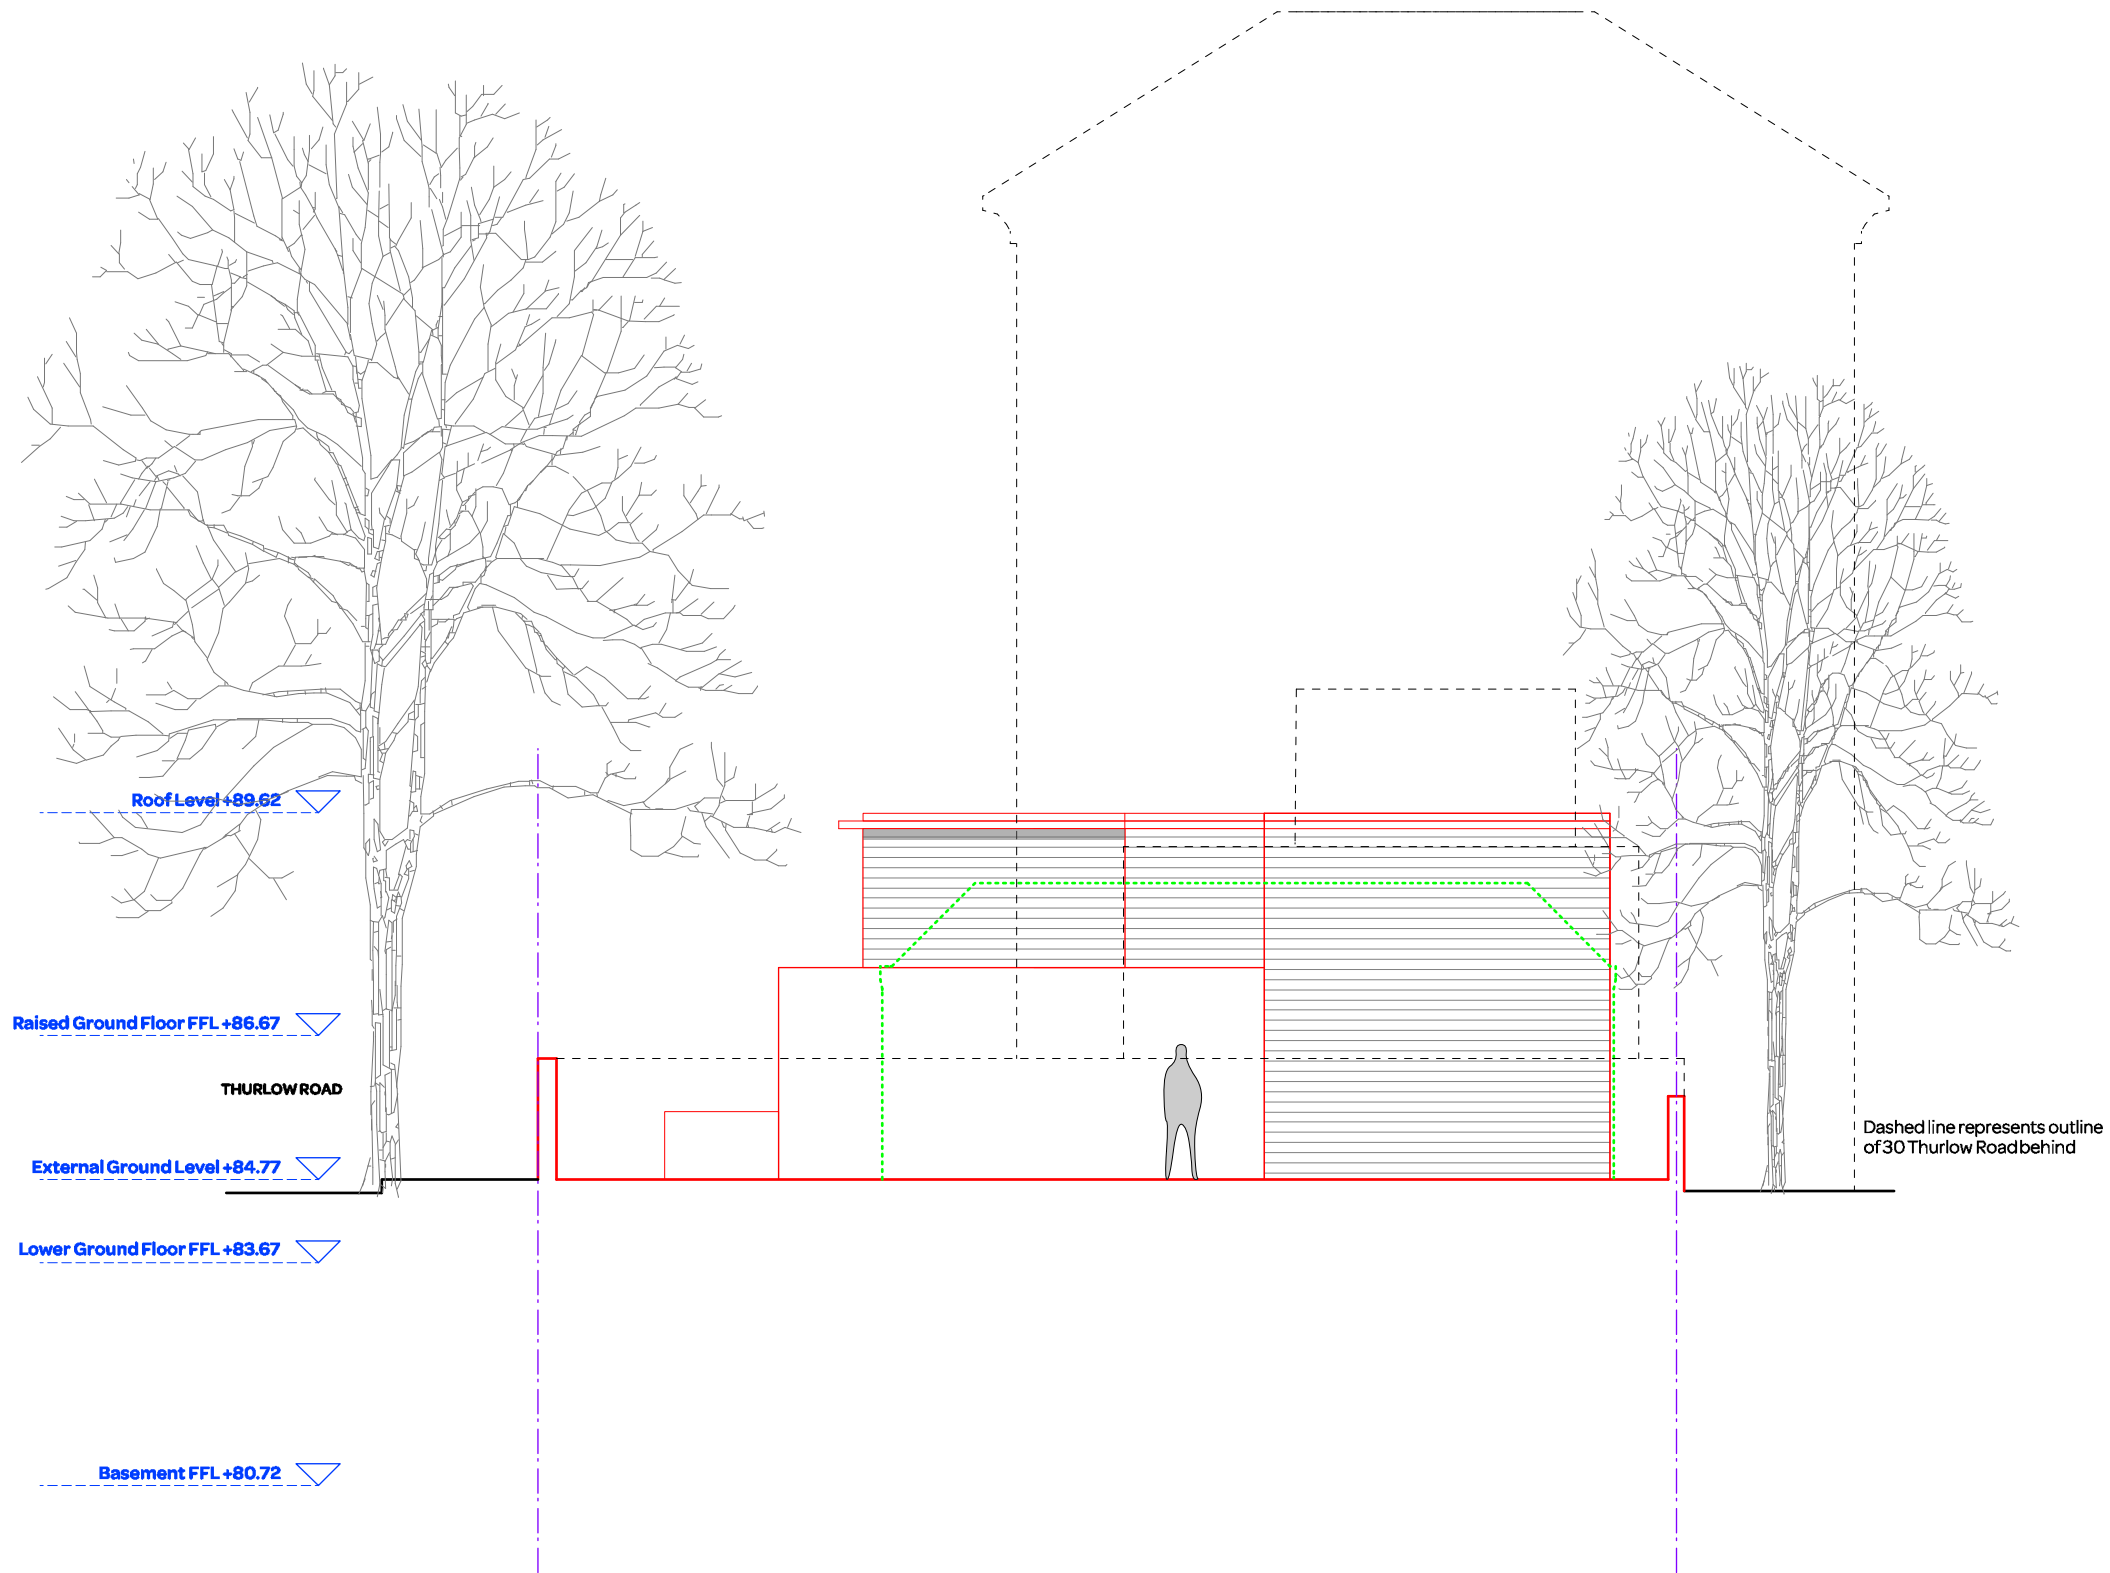 Roof Level +89.62
Raised Ground Floor FFL +86.67
THURLOW ROAD
Dashed line represents outline
of 30 Thurlow Road behind
External Ground Level +84.77
Lower Ground Floor FFL +83.67
Basement FFL +80.72